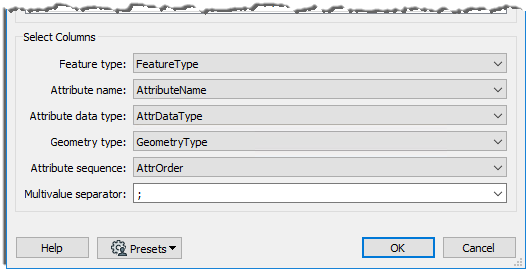 Select Columns
Feature type: FeatureType
Attribute name: AttributeName
Attribute data type: AttrDataType
Geometry type: GeometryType
Attribute sequence: AttrOrder
Multivalue separator: ;
Help Presets OK Cancel